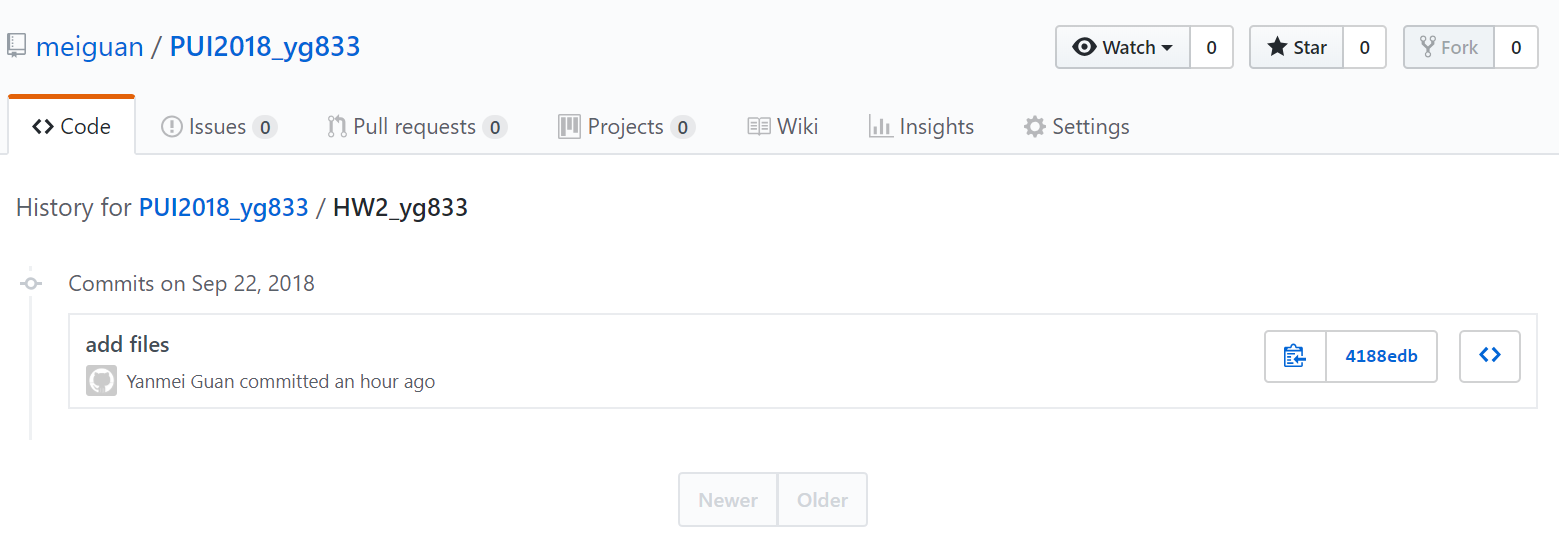 meiguan / PUI2018_yg833
Watch 0 Star 0 Fork 0
Code Issues 0 Pull requests 0 Projects 0 Wiki Insights Settings
History for PUI2018_yg833 / HW2_yg833
Commits on Sep 22, 2018
add files
Yanmei Guan committed an hour ago
4188edb
Newer Older